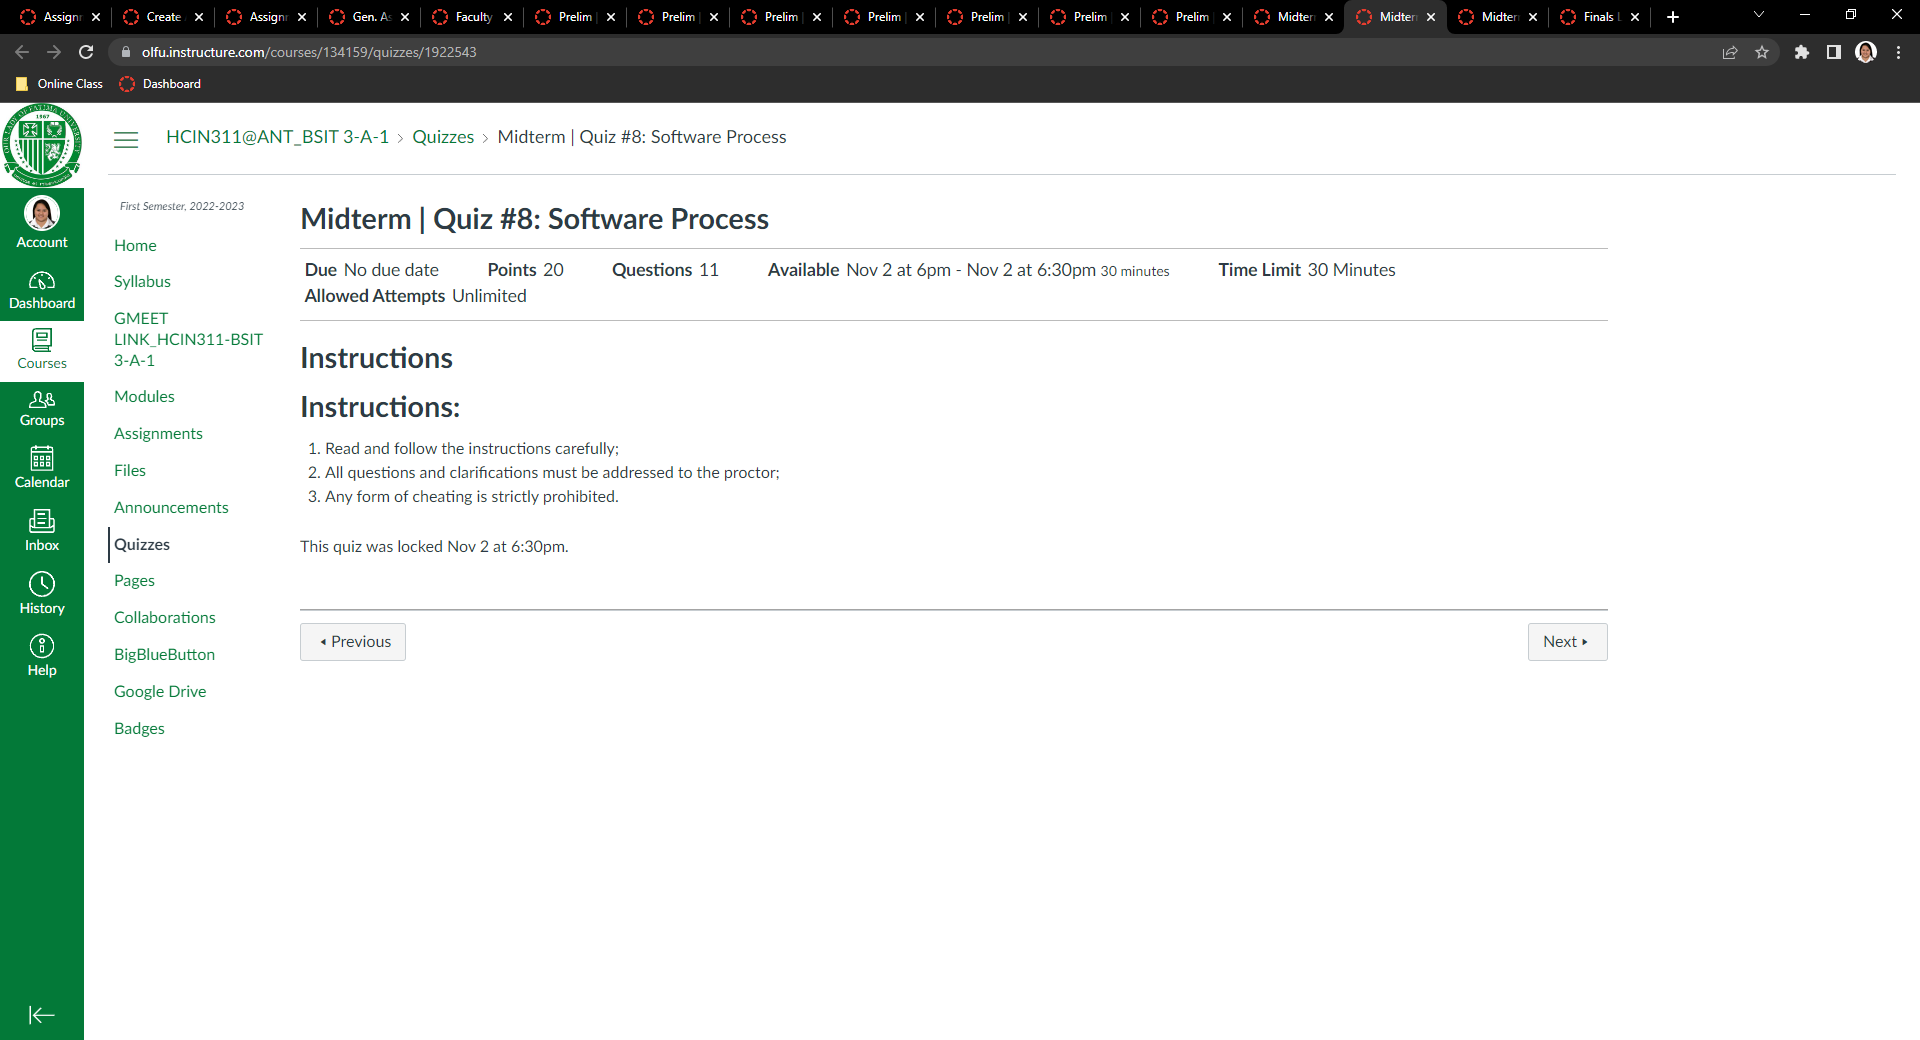 Assignr
Create
Assignr
Gen. As
Faculty
Prelim |
Prelim |
Prelim |
Prelim |
Prelim |
Prelim |
Prelim |
Midter
Midter
Midter
Finals L
olfu.instructure.com/courses/134159/quizzes/1922543
Online Class
Dashboard
1967
HCIN311@ANT_BSIT 3-A-1 › Quizzes › Midterm | Quiz #8: Software Process
Account
Dashboard
Courses
Groups
Calendar
Inbox
History
Help
First Semester, 2022-2023
Home
Syllabus
GMEET
LINK_HCIN311-BSIT
3-A-1
Modules
Assignments
Files
Announcements
Quizzes
Pages
Collaborations
BigBlueButton
Google Drive
Badges
Midterm | Quiz #8: Software Process
Due No due date Points 20 Questions 11 Available Nov 2 at 6pm - Nov 2 at 6:30pm 30 minutes Time Limit 30 Minutes
Allowed Attempts Unlimited
Instructions
Instructions:
1. Read and follow the instructions carefully;
2. All questions and clarifications must be addressed to the proctor;
3. Any form of cheating is strictly prohibited.
This quiz was locked Nov 2 at 6:30pm.
Previous
Next